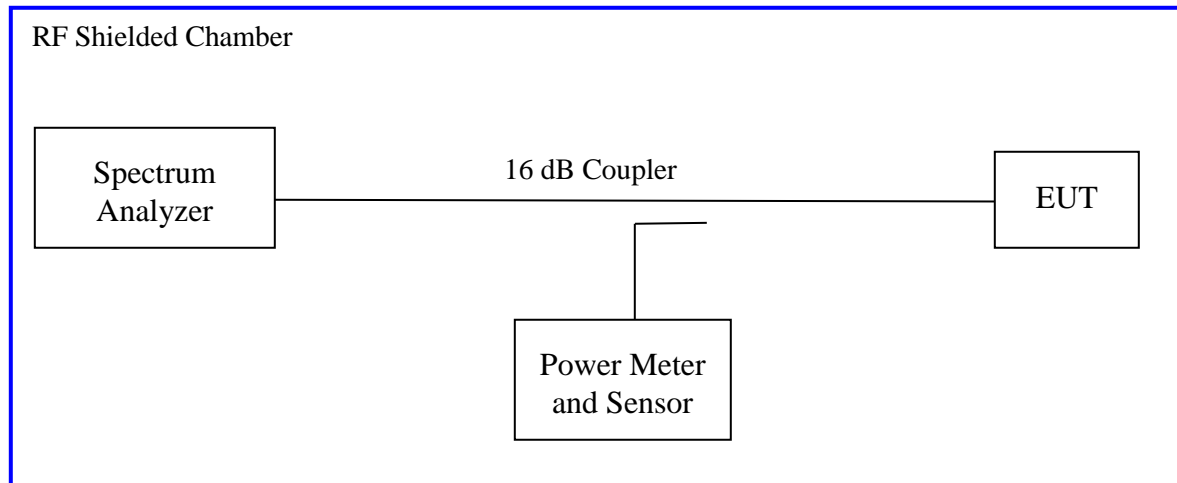 RF Shielded Chamber
Spectrum
Analyzer
16 dB Coupler
EUT
Power Meter
and Sensor